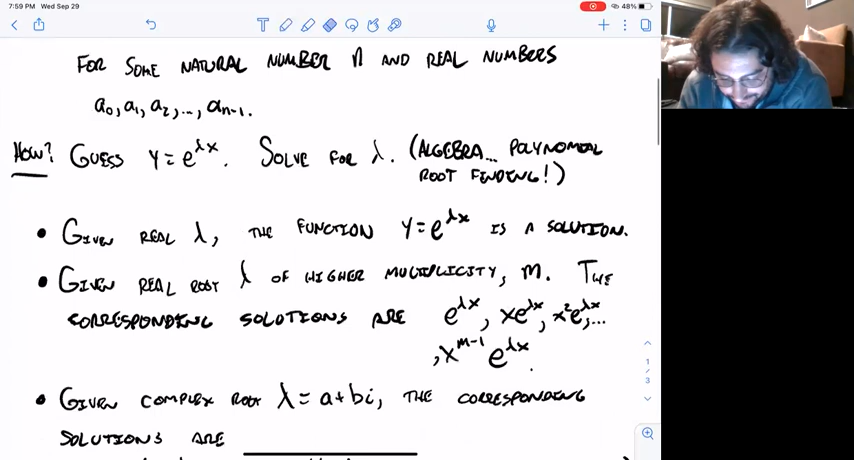 7:59 PM Wed Sep 29
48%
FOR SOME NATURAL NUMBER n AND REAL NUMBERS
a₀, a₁, a₂, ..., aₙ₋₁.
HOW? GUESS y = e^{λx}. SOLVE FOR λ. (ALGEBRA... POLYNOMIAL
ROOT FINDING!)
• GIVEN REAL λ, THE FUNCTION y = e^{λx} IS A SOLUTION.
• GIVEN REAL ROOT λ OF HIGHER MULTIPLICITY, m. THE
CORRESPONDING SOLUTIONS ARE e^{λx}, xe^{λx}, x²e^{λx}, ...
, x^{m-1} e^{λx}.
• GIVEN COMPLEX ROOT λ = a + bi, THE CORRESPONDING
SOLUTIONS ARE
1
3